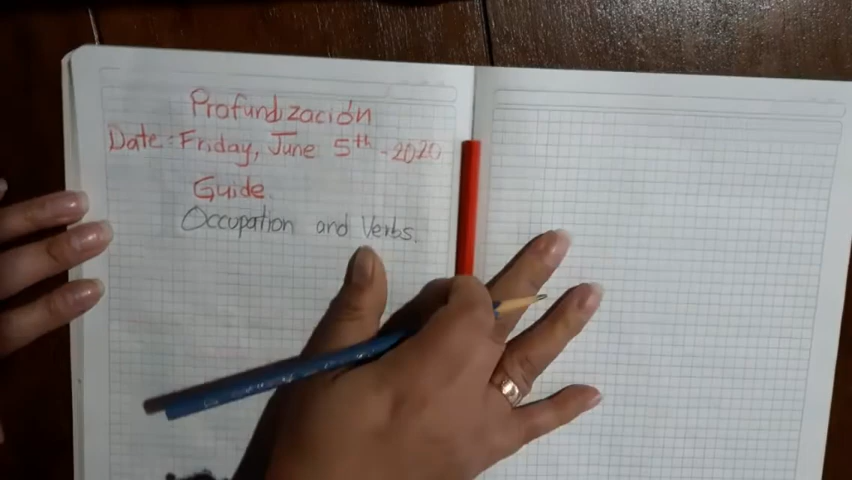 Profundización
Date: Friday, June 5th - 2020
Guide
Occupation and Verbs.